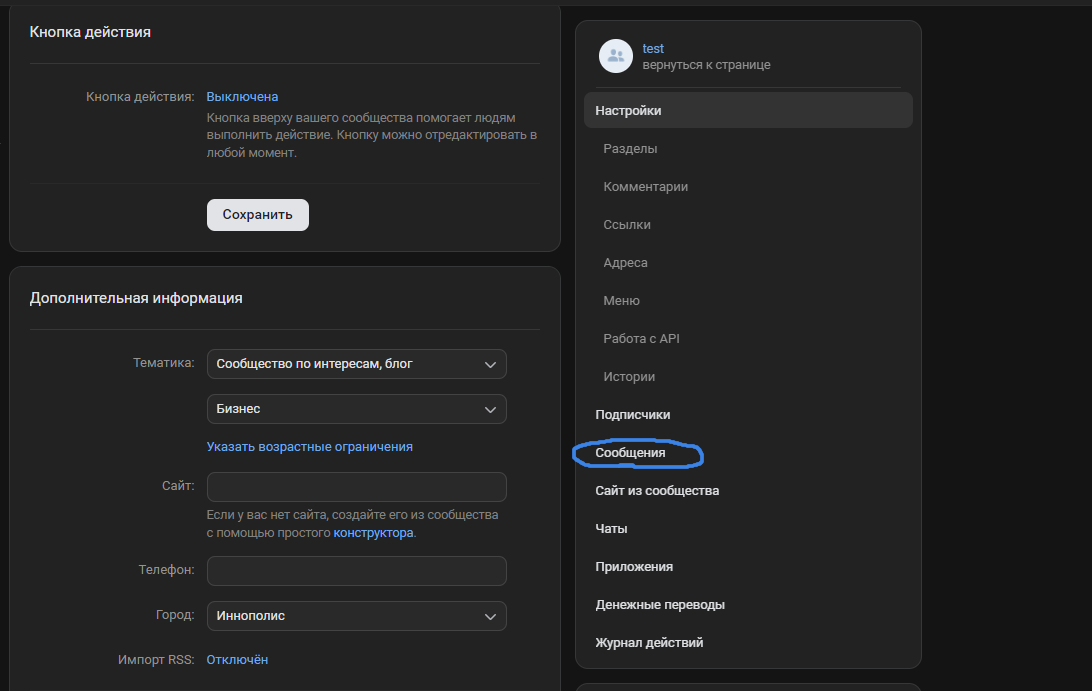 Кнопка действия
Кнопка действия: Выключена
Кнопка вверху вашего сообщества помогает людям
выполнить действие. Кнопку можно отредактировать в
любой момент.
Сохранить
Дополнительная информация
Тематика: Сообщество по интересам, блог
Бизнес
Указать возрастные ограничения
Сайт:
Если у вас нет сайта, создайте его из сообщества
с помощью простого конструктора.
Телефон:
Город: Иннополис
Импорт RSS: Отключён
test
вернуться к странице
Настройки
Разделы
Комментарии
Ссылки
Адреса
Меню
Работа с API
Истории
Подписчики
Сообщения
Сайт из сообщества
Чаты
Приложения
Денежные переводы
Журнал действий